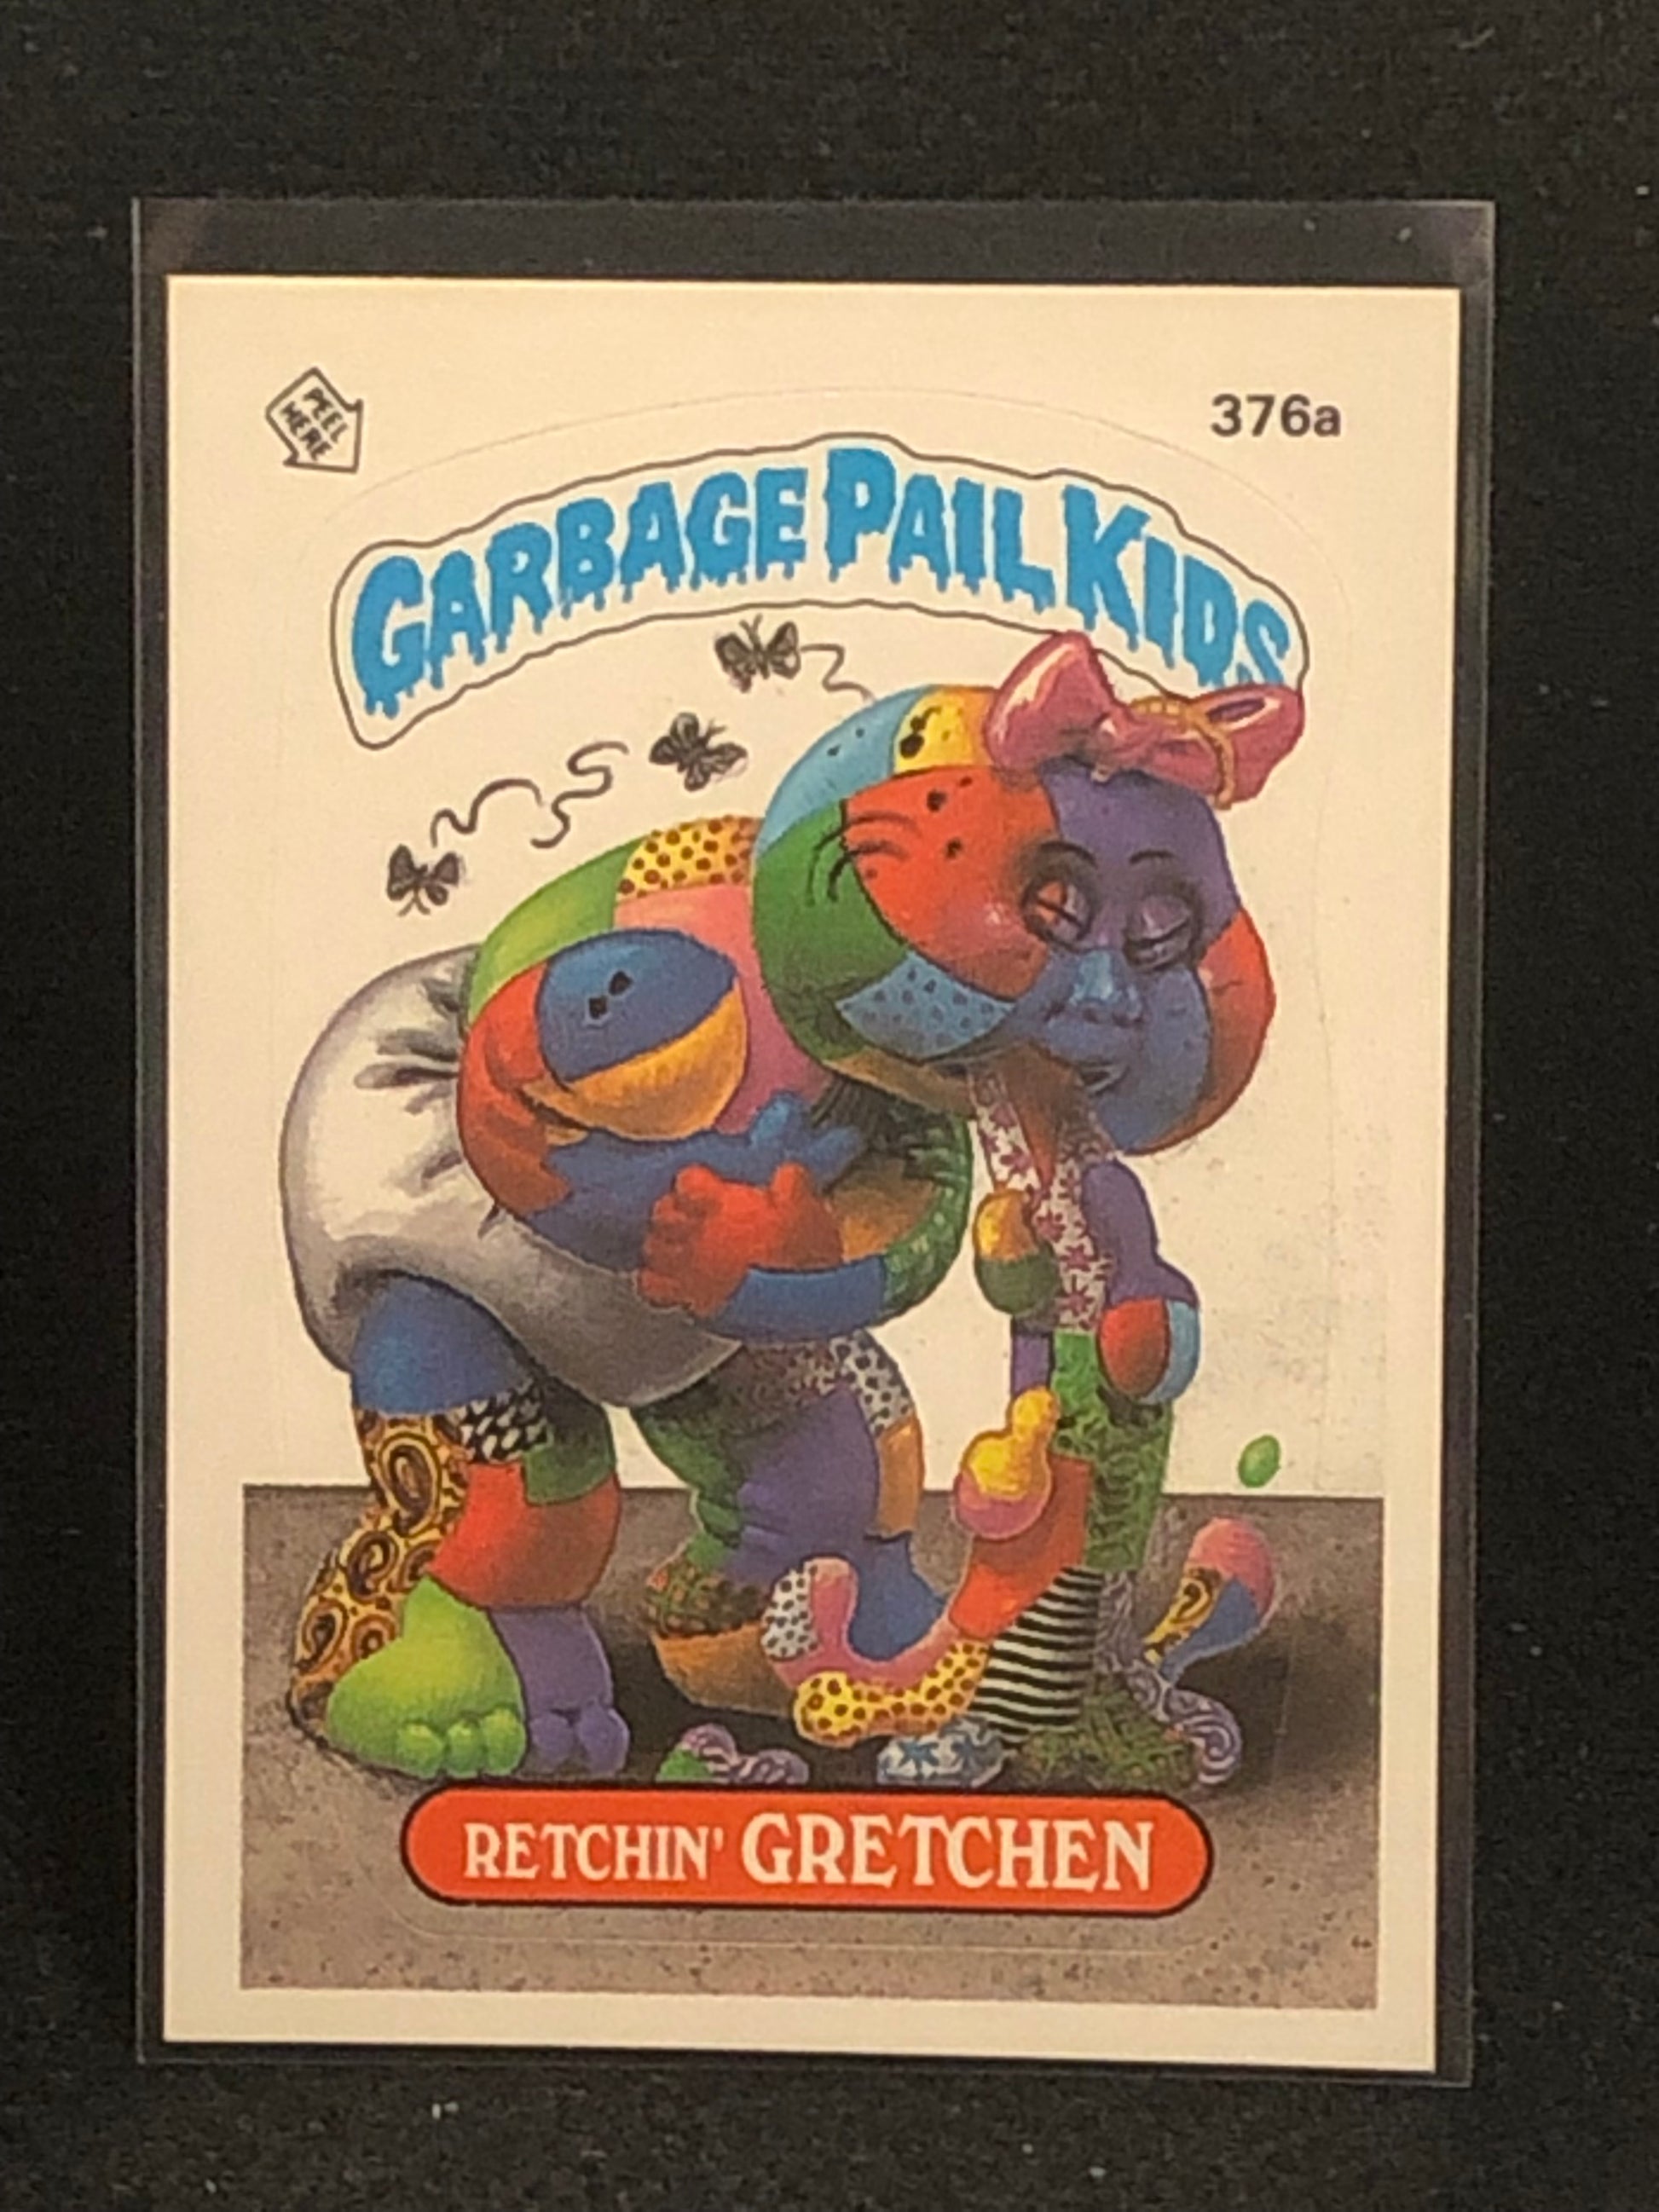 PEEL
HERE
376a
GARBAGE PAIL KIDS
RETCHIN' GRETCHEN